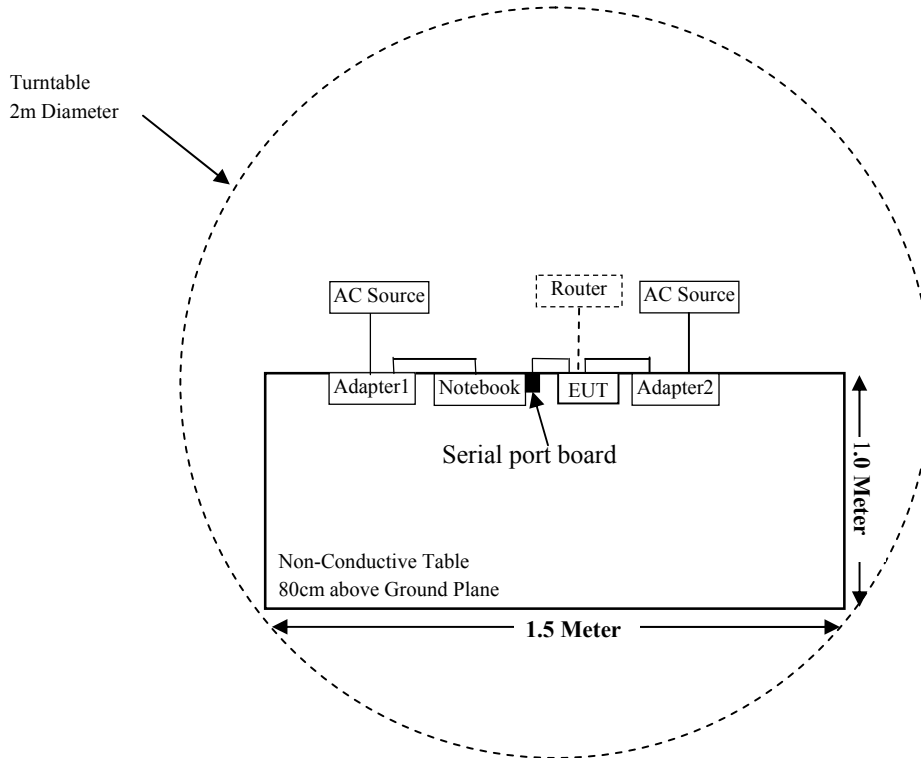 Turntable
2m Diameter
AC Source
Router
AC Source
Adapter1
Notebook
EUT
Adapter2
Serial port board
1.0 Meter
Non-Conductive Table
80cm above Ground Plane
1.5 Meter